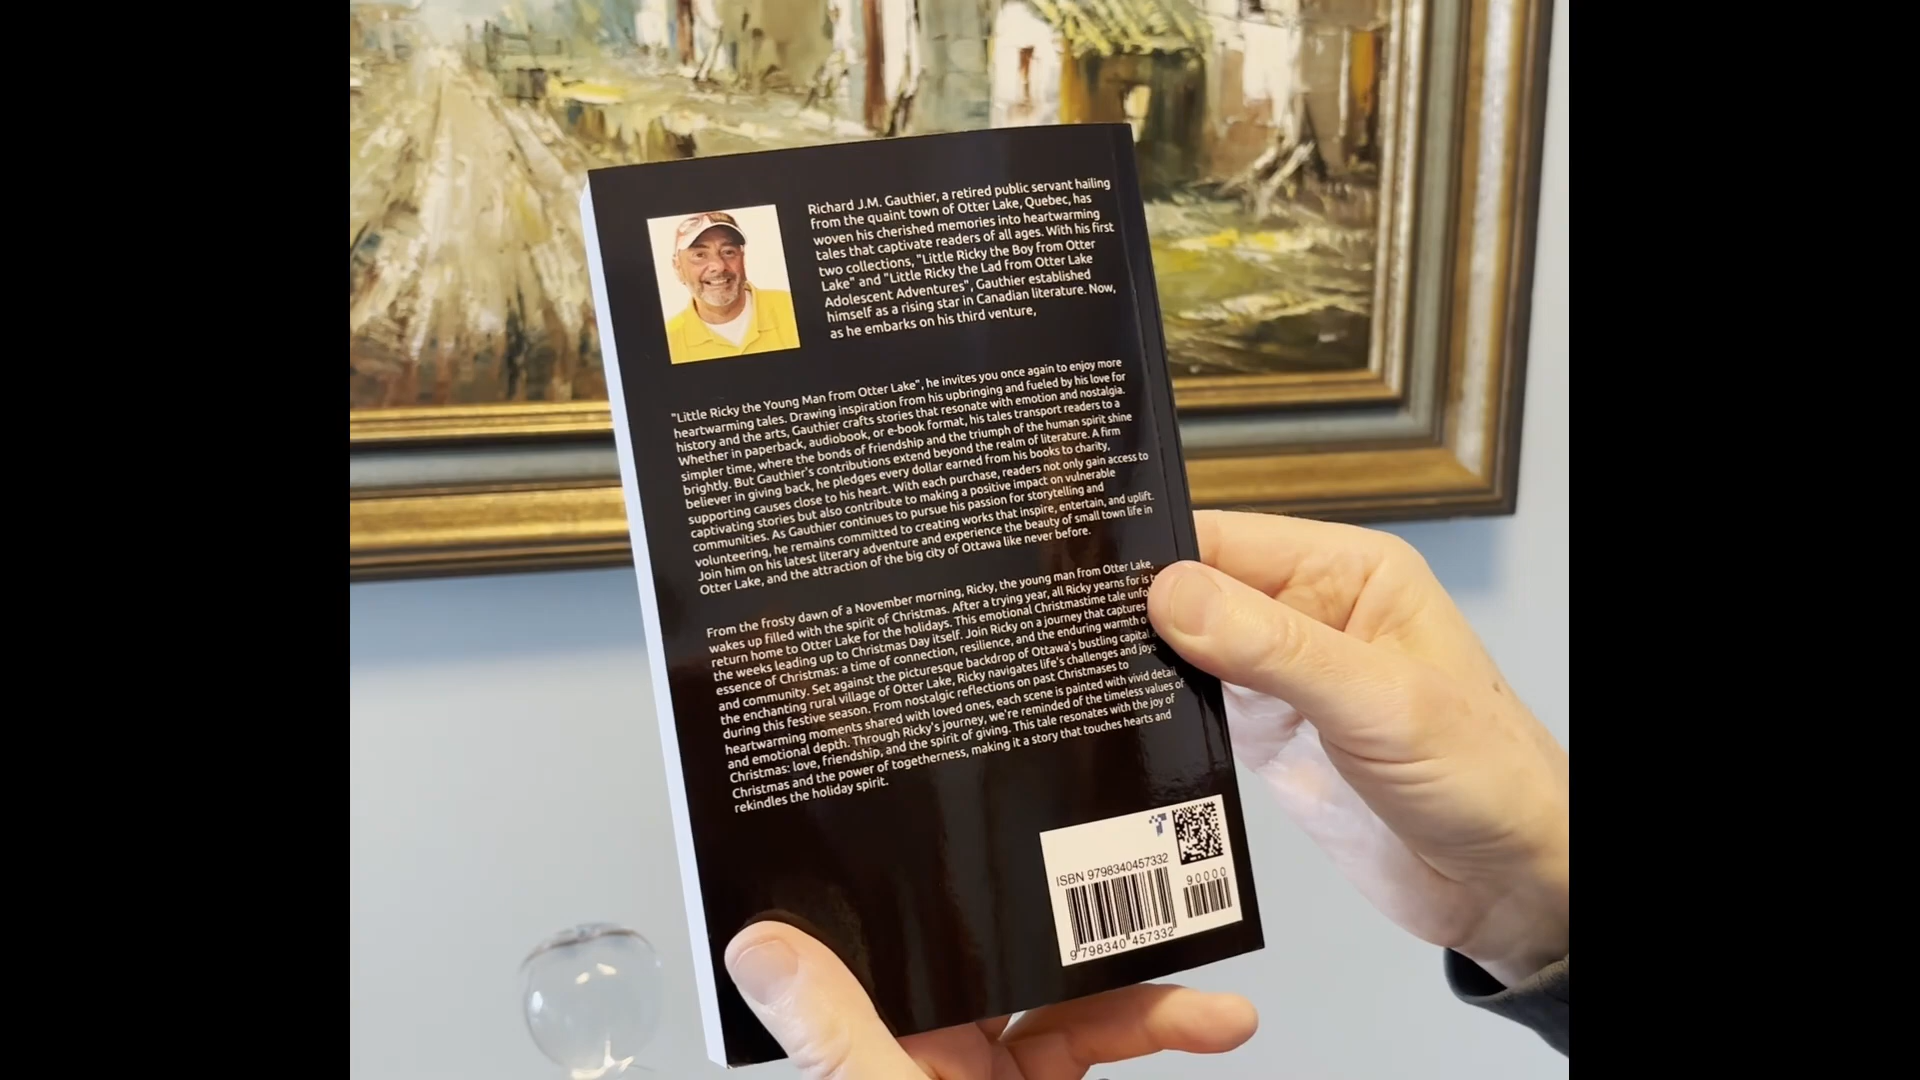 Richard J.M. Gauthier, a retired public servant hailing
from the quaint town of Otter Lake, Quebec, has
woven his cherished memories into heartwarming
tales that captivate readers of all ages. With his first
two collections, "Little Ricky the Boy from Otter
Lake" and "Little Ricky the Lad from Otter Lake
Adolescent Adventures", Gauthier established
himself as a rising star in Canadian literature. Now,
as he embarks on his third venture,
"Little Ricky the Young Man from Otter Lake", he invites you once again to enjoy more
heartwarming tales. Drawing inspiration from his upbringing and fueled by his love for
history and the arts, Gauthier crafts stories that resonate with emotion and nostalgia.
Whether in paperback, audiobook, or e-book format, his tales transport readers to a
simpler time, where the bonds of friendship and the triumph of the human spirit shine
brightly. But Gauthier's contributions extend beyond the realm of literature. A firm
believer in giving back, he pledges every dollar earned from his books to charity,
supporting causes close to his heart. With each purchase, readers not only gain access to
captivating stories but also contribute to making a positive impact on vulnerable
communities. As Gauthier continues to pursue his passion for storytelling and
volunteering, he remains committed to creating works that inspire, entertain, and uplift.
Join him on his latest literary adventure and experience the beauty of small town life in
Otter Lake, and the attraction of the big city of Ottawa like never before.
From the frosty dawn of a November morning, Ricky, the young man from Otter Lake,
wakes up filled with the spirit of Christmas. After a trying year, all Ricky yearns for is
return home to Otter Lake for the holidays. This emotional Christmastime tale
the weeks leading up to Christmas Day itself. Join Ricky on a journey that captures
essence of Christmas: a time of connection, resilience, and the enduring warmth
and community. Set against the picturesque backdrop of Ottawa's bustling capital
the enchanting rural village of Otter Lake, Ricky navigates life's challenges and joys
during this festive season. From nostalgic reflections on past Christmases to
heartwarming moments shared with loved ones, each scene is painted with vivid detail
and emotional depth. Through Ricky's journey, we're reminded of the timeless values of
Christmas: love, friendship, and the spirit of giving. This tale resonates with the joy of
Christmas and the power of togetherness, making it a story that touches hearts and
rekindles the holiday spirit.
ISBN 9798340457332
90000
9 798340 457332